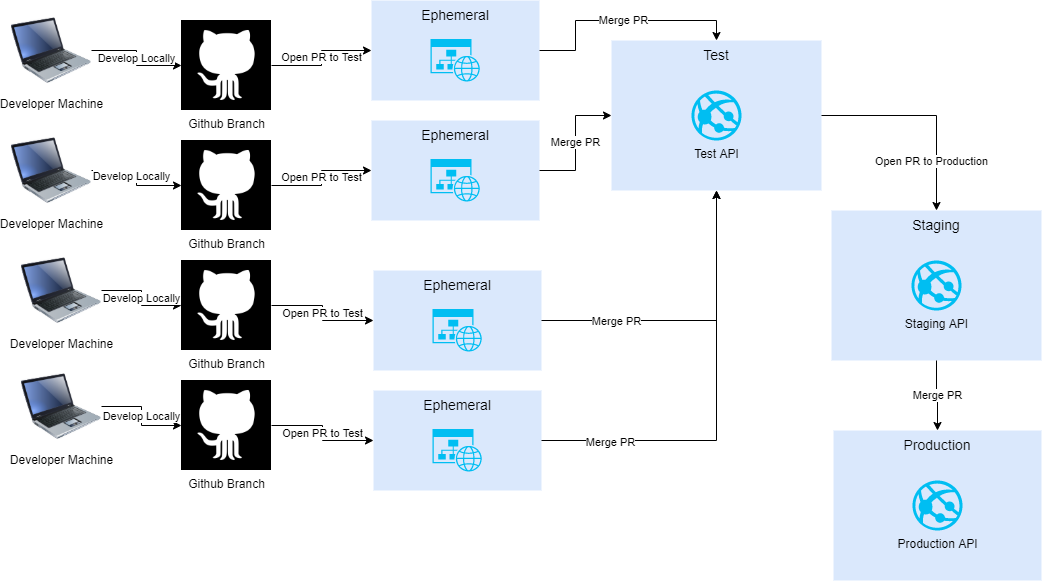 Ephemeral
Merge PR
Develop Locally
Open PR to Test
Developer Machine
Github Branch
Test
Test API
Ephemeral
Merge PR
Develop Locally
Open PR to Test
Developer Machine
Github Branch
Open PR to Production
Staging
Staging API
Ephemeral
Develop Locally
Open PR to Test
Merge PR
Developer Machine
Github Branch
Merge PR
Ephemeral
Develop Locally
Open PR to Test
Merge PR
Developer Machine
Github Branch
Production
Production API